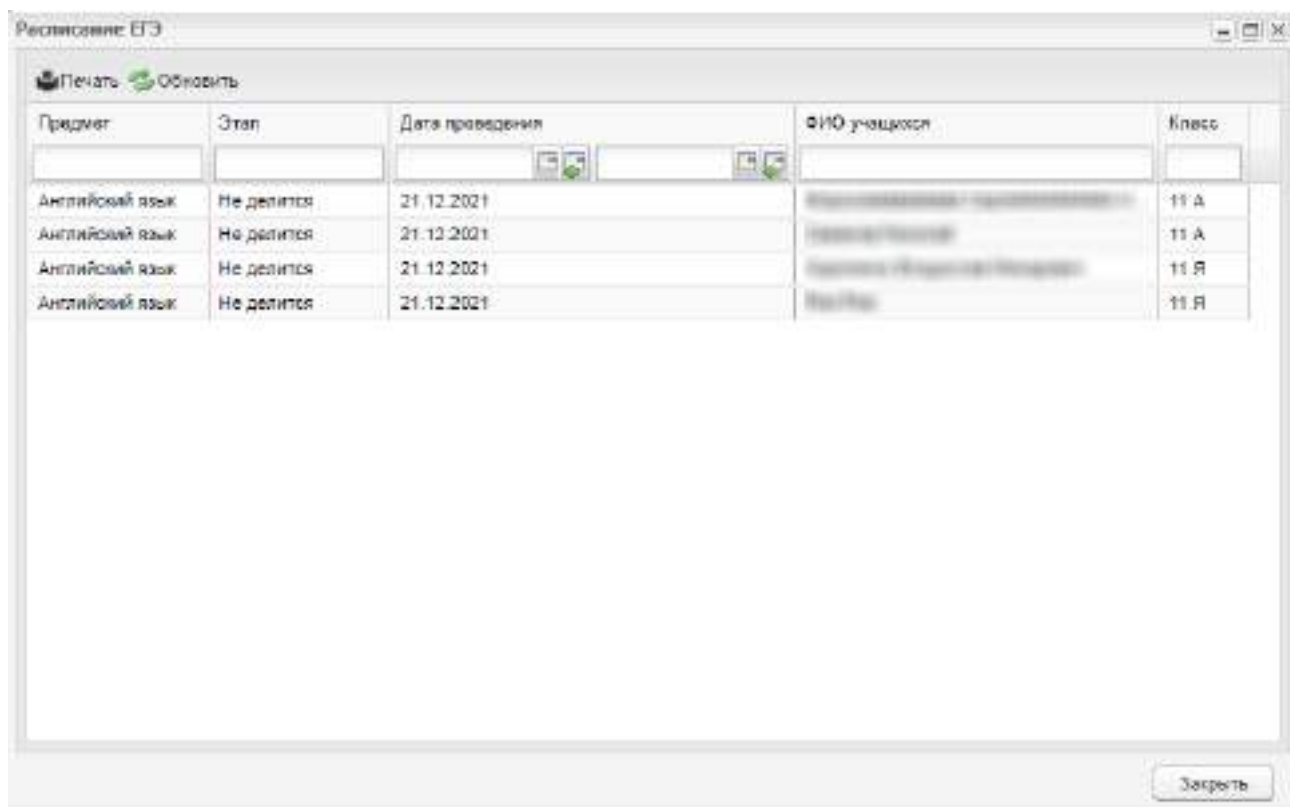 Расписание ЕГЭ
Печать Обновить
Предмет Этап Дата проведения ФИО учащихся Класс
Английский язык Не делится 21.12.2021 11 А
Английский язык Не делится 21.12.2021 11 А
Английский язык Не делится 21.12.2021 11 Я
Английский язык Не делится 21.12.2021 11 Я
Закрыть